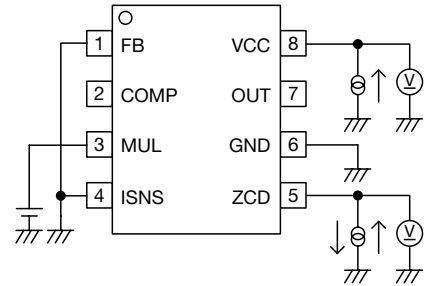 1 FB VCC 8
2 COMP OUT 7
3 MUL GND 6
4 ISNS ZCD 5
V
V